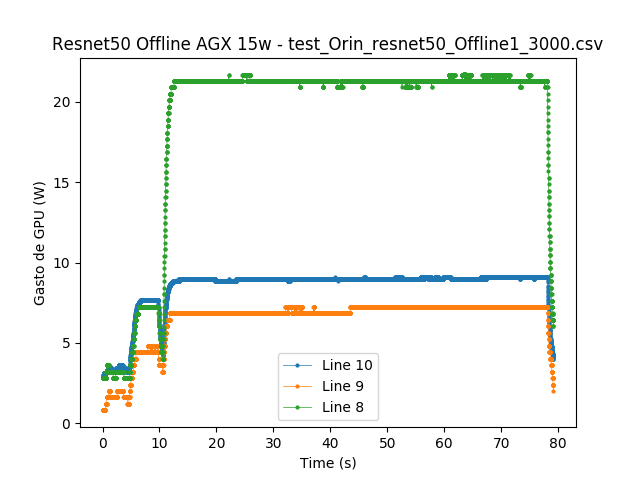 Resnet50 Offline AGX 15w - test_Orin_resnet50_Offline1_3000.csv
Gasto de GPU (W)
20
15
10
5
0
Line 10
Line 9
Line 8
0 10 20 30 40 50 60 70 80
Time (s)